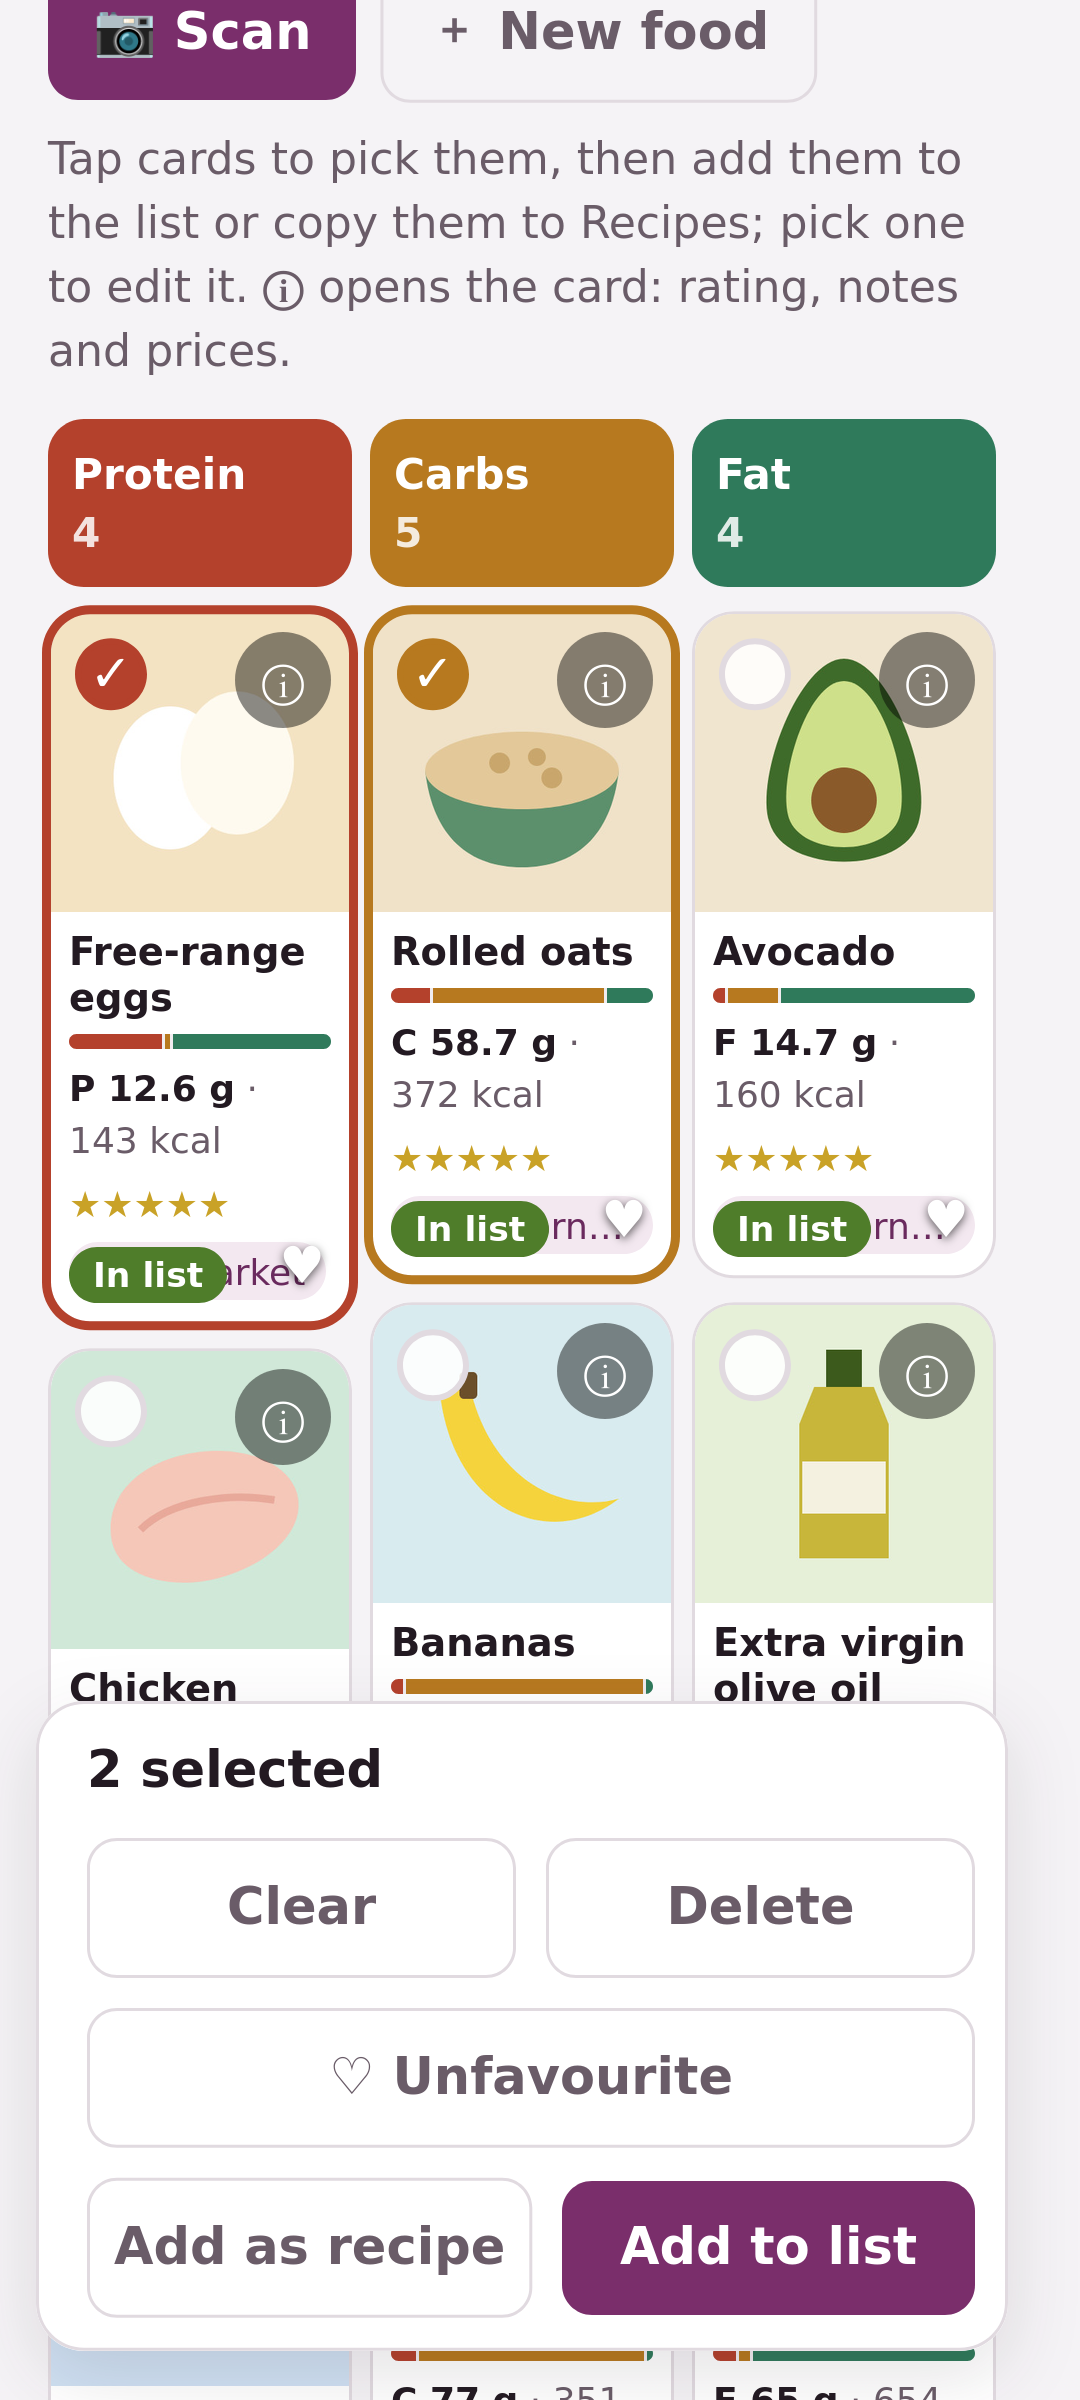 📷 Scan
+ New food
Tap cards to pick them, then add them to
the list or copy them to Recipes; pick one
to edit it. ⓘ opens the card: rating, notes
and prices.
Protein
4
Carbs
5
Fat
4
✓ ⓘ
Free-range
eggs
P 12.6 g ·
143 kcal
★★★★★
In list
♥
✓ ⓘ
Rolled oats
C 58.7 g ·
372 kcal
★★★★★
In list
♥
ⓘ
Avocado
F 14.7 g ·
160 kcal
★★★★★
In list
♥
ⓘ
Chicken
ⓘ
Bananas
ⓘ
Extra virgin
olive oil
2 selected
Clear
Delete
♡ Unfavourite
Add as recipe
Add to list
C 77 g · 351
F 65 g · 654